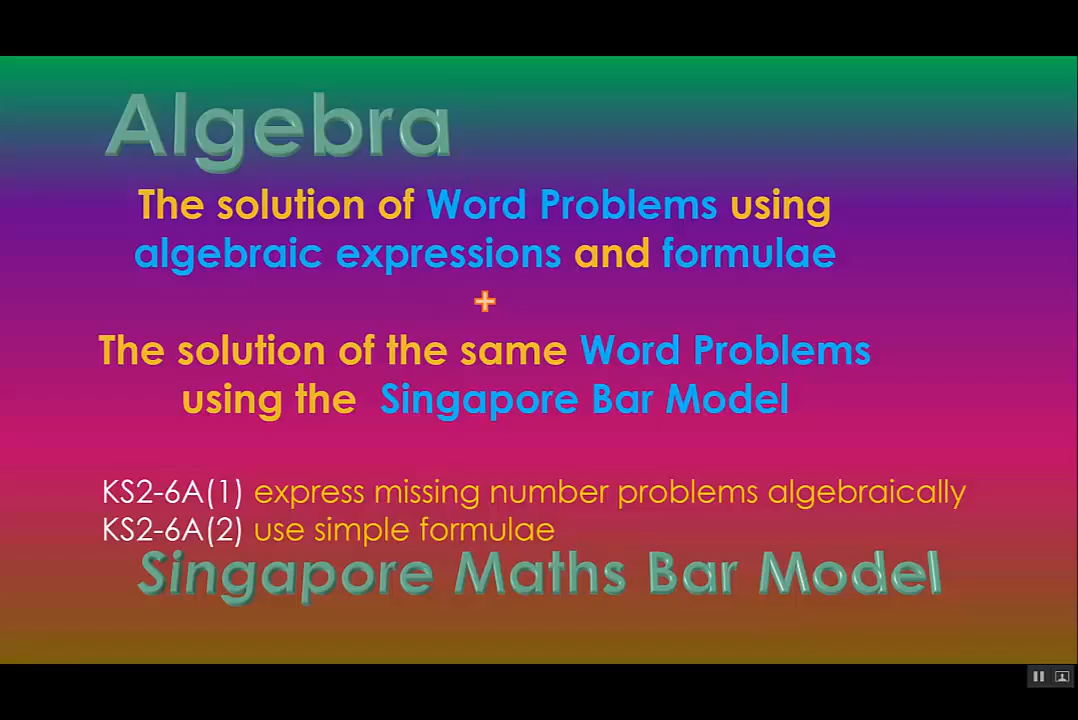 Algebra
The solution of Word Problems using
algebraic expressions and formulae
+
The solution of the same Word Problems
using the Singapore Bar Model
KS2-6A(1) express missing number problems algebraically
KS2-6A(2) use simple formulae
Singapore Maths Bar Model